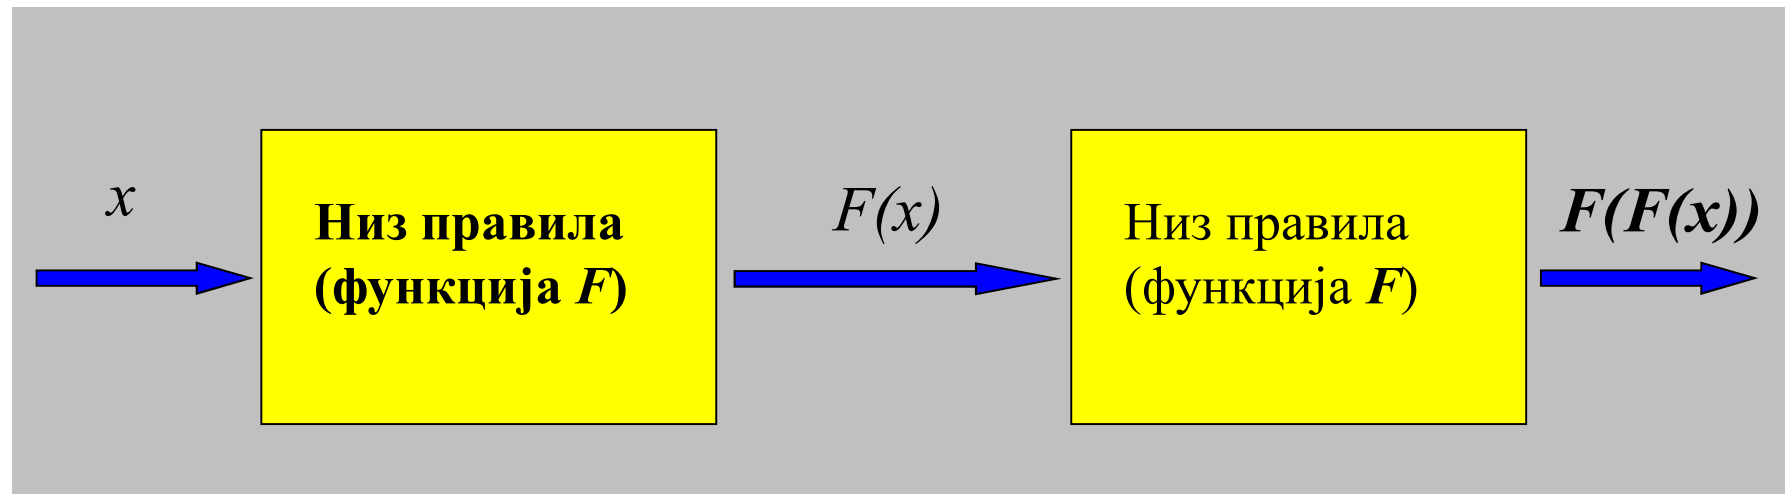 x
Низ правила
(функција F)
F(x)
Низ правила
(функција F)
F(F(x))